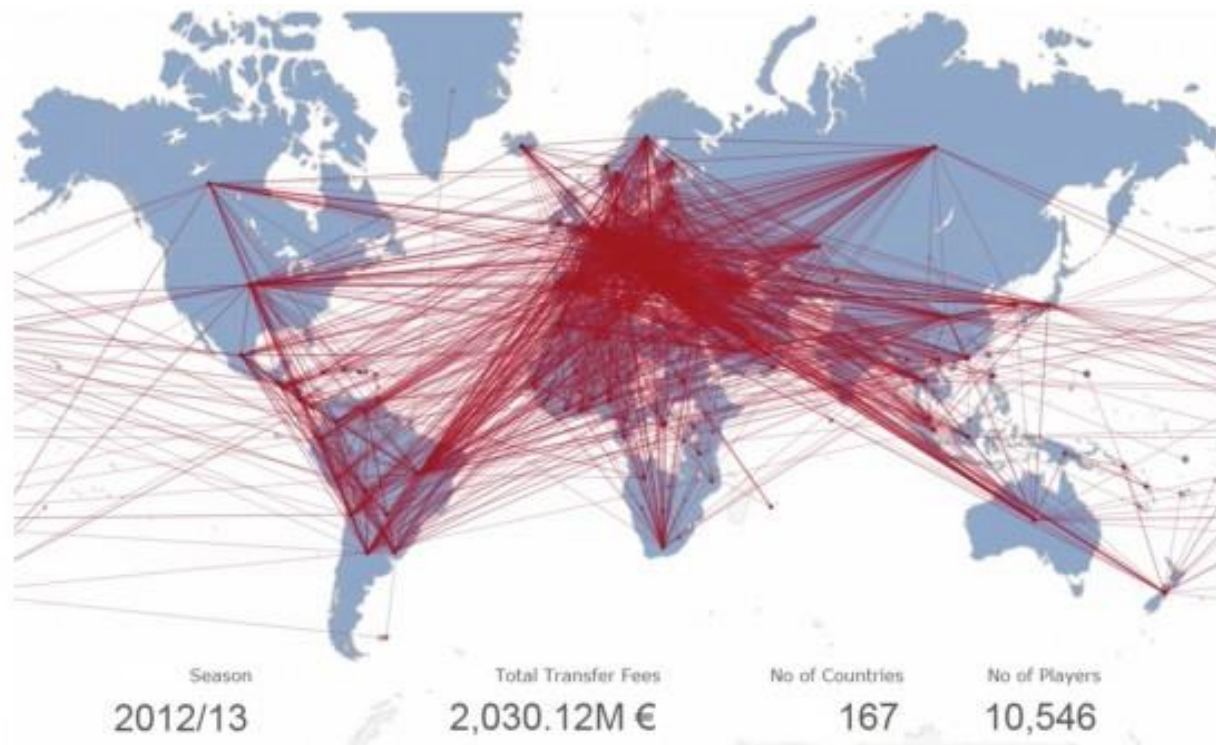 Season Total Transfer Fees No of Countries No of Players
2012/13 2,030.12M € 167 10,546